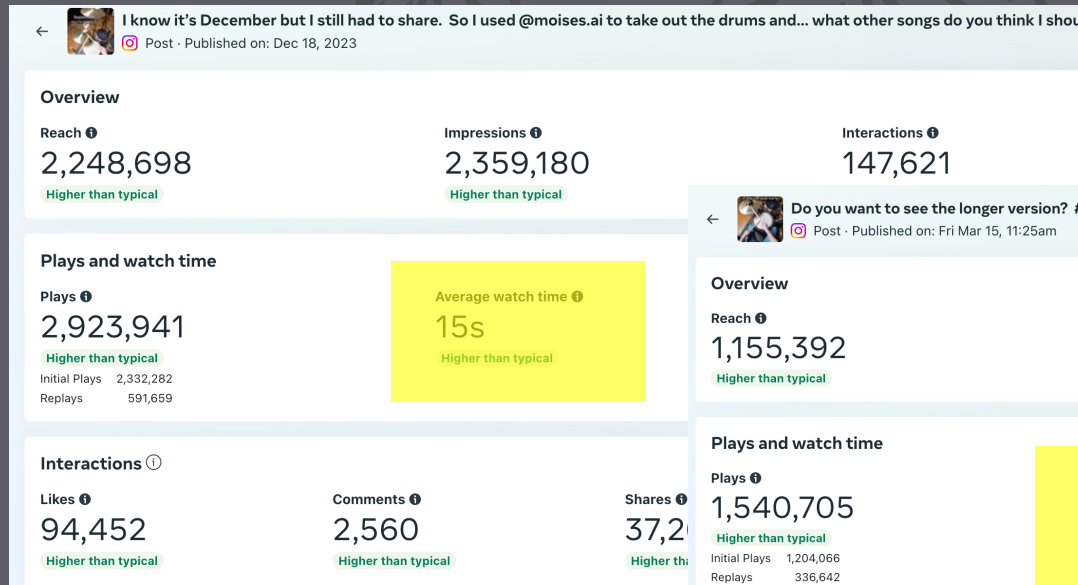 I know it's December but I still had to share. So I used @moises.ai to take out the drums and... what other songs do you think I
Post · Published on: Dec 18, 2023
Overview
Reach
Impressions
Interactions
2,248,698
2,359,180
147,621
Higher than typical
Higher than typical
Plays and watch time
Plays
2,923,941
Higher than typical
Initial Plays 2,332,282
Replays 591,659
Average watch time
15s
Higher than typical
Interactions
Likes
Comments
Shares
94,452
2,560
37,2
Higher than typical
Higher than typical
Higher
Do you want to see the longer version? #
Post · Published on: Fri Mar 15, 11:25am
Overview
Reach
1,155,392
Higher than typical
Plays and watch time
Plays
1,540,705
Higher than typical
Initial Plays 1,204,066
Replays 336,642